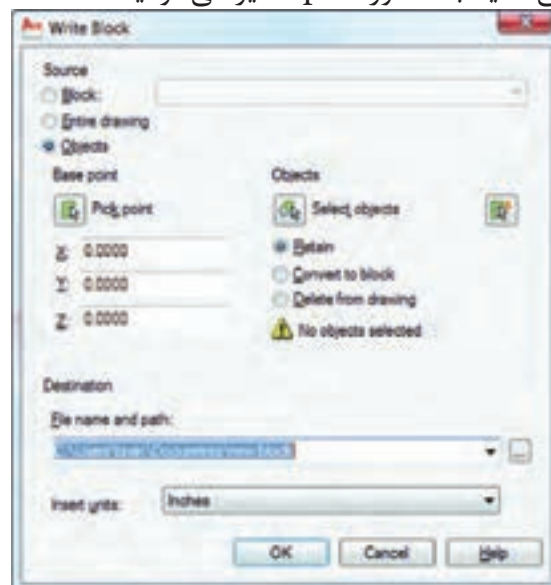 Write Block
Source
Block:
Entire drawing
Objects
Base point
Pick point
X: 0.0000
Y: 0.0000
Z: 0.0000
Objects
Select objects
Retain
Convert to block
Delete from drawing
No objects selected
Destination
File name and path:
Insert units: Inches
OK Cancel Help